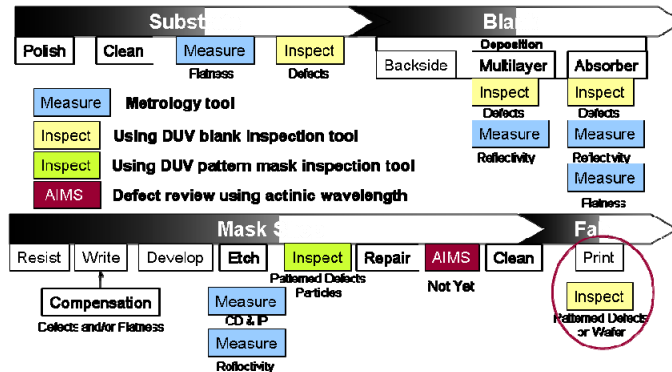 Subst
Blan
Polish Clean Measure Inspect
Flatness Defects
Deposition
Backside Multilayer Absorber
Inspect Inspect
Defects Defects
Measure Measure
Reflectivity Reflectivity
Measure
Flatness
Measure Metrology tool
Inspect Using DUV blank inspection tool
Inspect Using DUV pattern mask inspection tool
AIMS Defect review using actinic wavelength
Mask S
Fa
Resist Write Develop Etch Inspect Repair AIMS Clean Print
Patterned Defects
Particles
Not Yet
Compensation
Defects and/or Flatness
Measure
CD & IP
Measure
Reflectivity
Inspect
Patterned Defects
or Wafer